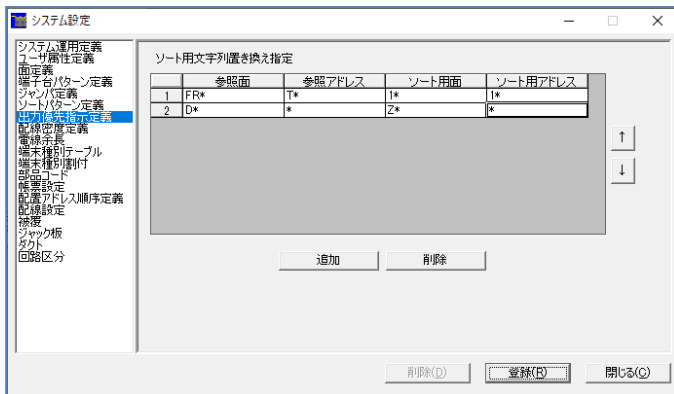 システム設定
システム運用定義
ユーザ属性定義
面定義
端子台パターン定義
ジャンパ定義
ソートパターン定義
出力優先指示定義
配線密度定義
電線余長
端末種別テーブル
端末種別割付
部品コード
帳票設定
配置アドレス順序定義
配線設定
被覆
ジャック板
ダクト
回路区分
ソート用文字列置き換え指定
参照面 参照アドレス ソート用面 ソート用アドレス
1 FR* T* 1* 1*
2 D* * Z* *
↑
↓
追加 削除
削除(D) 登録(R) 閉じる(C)